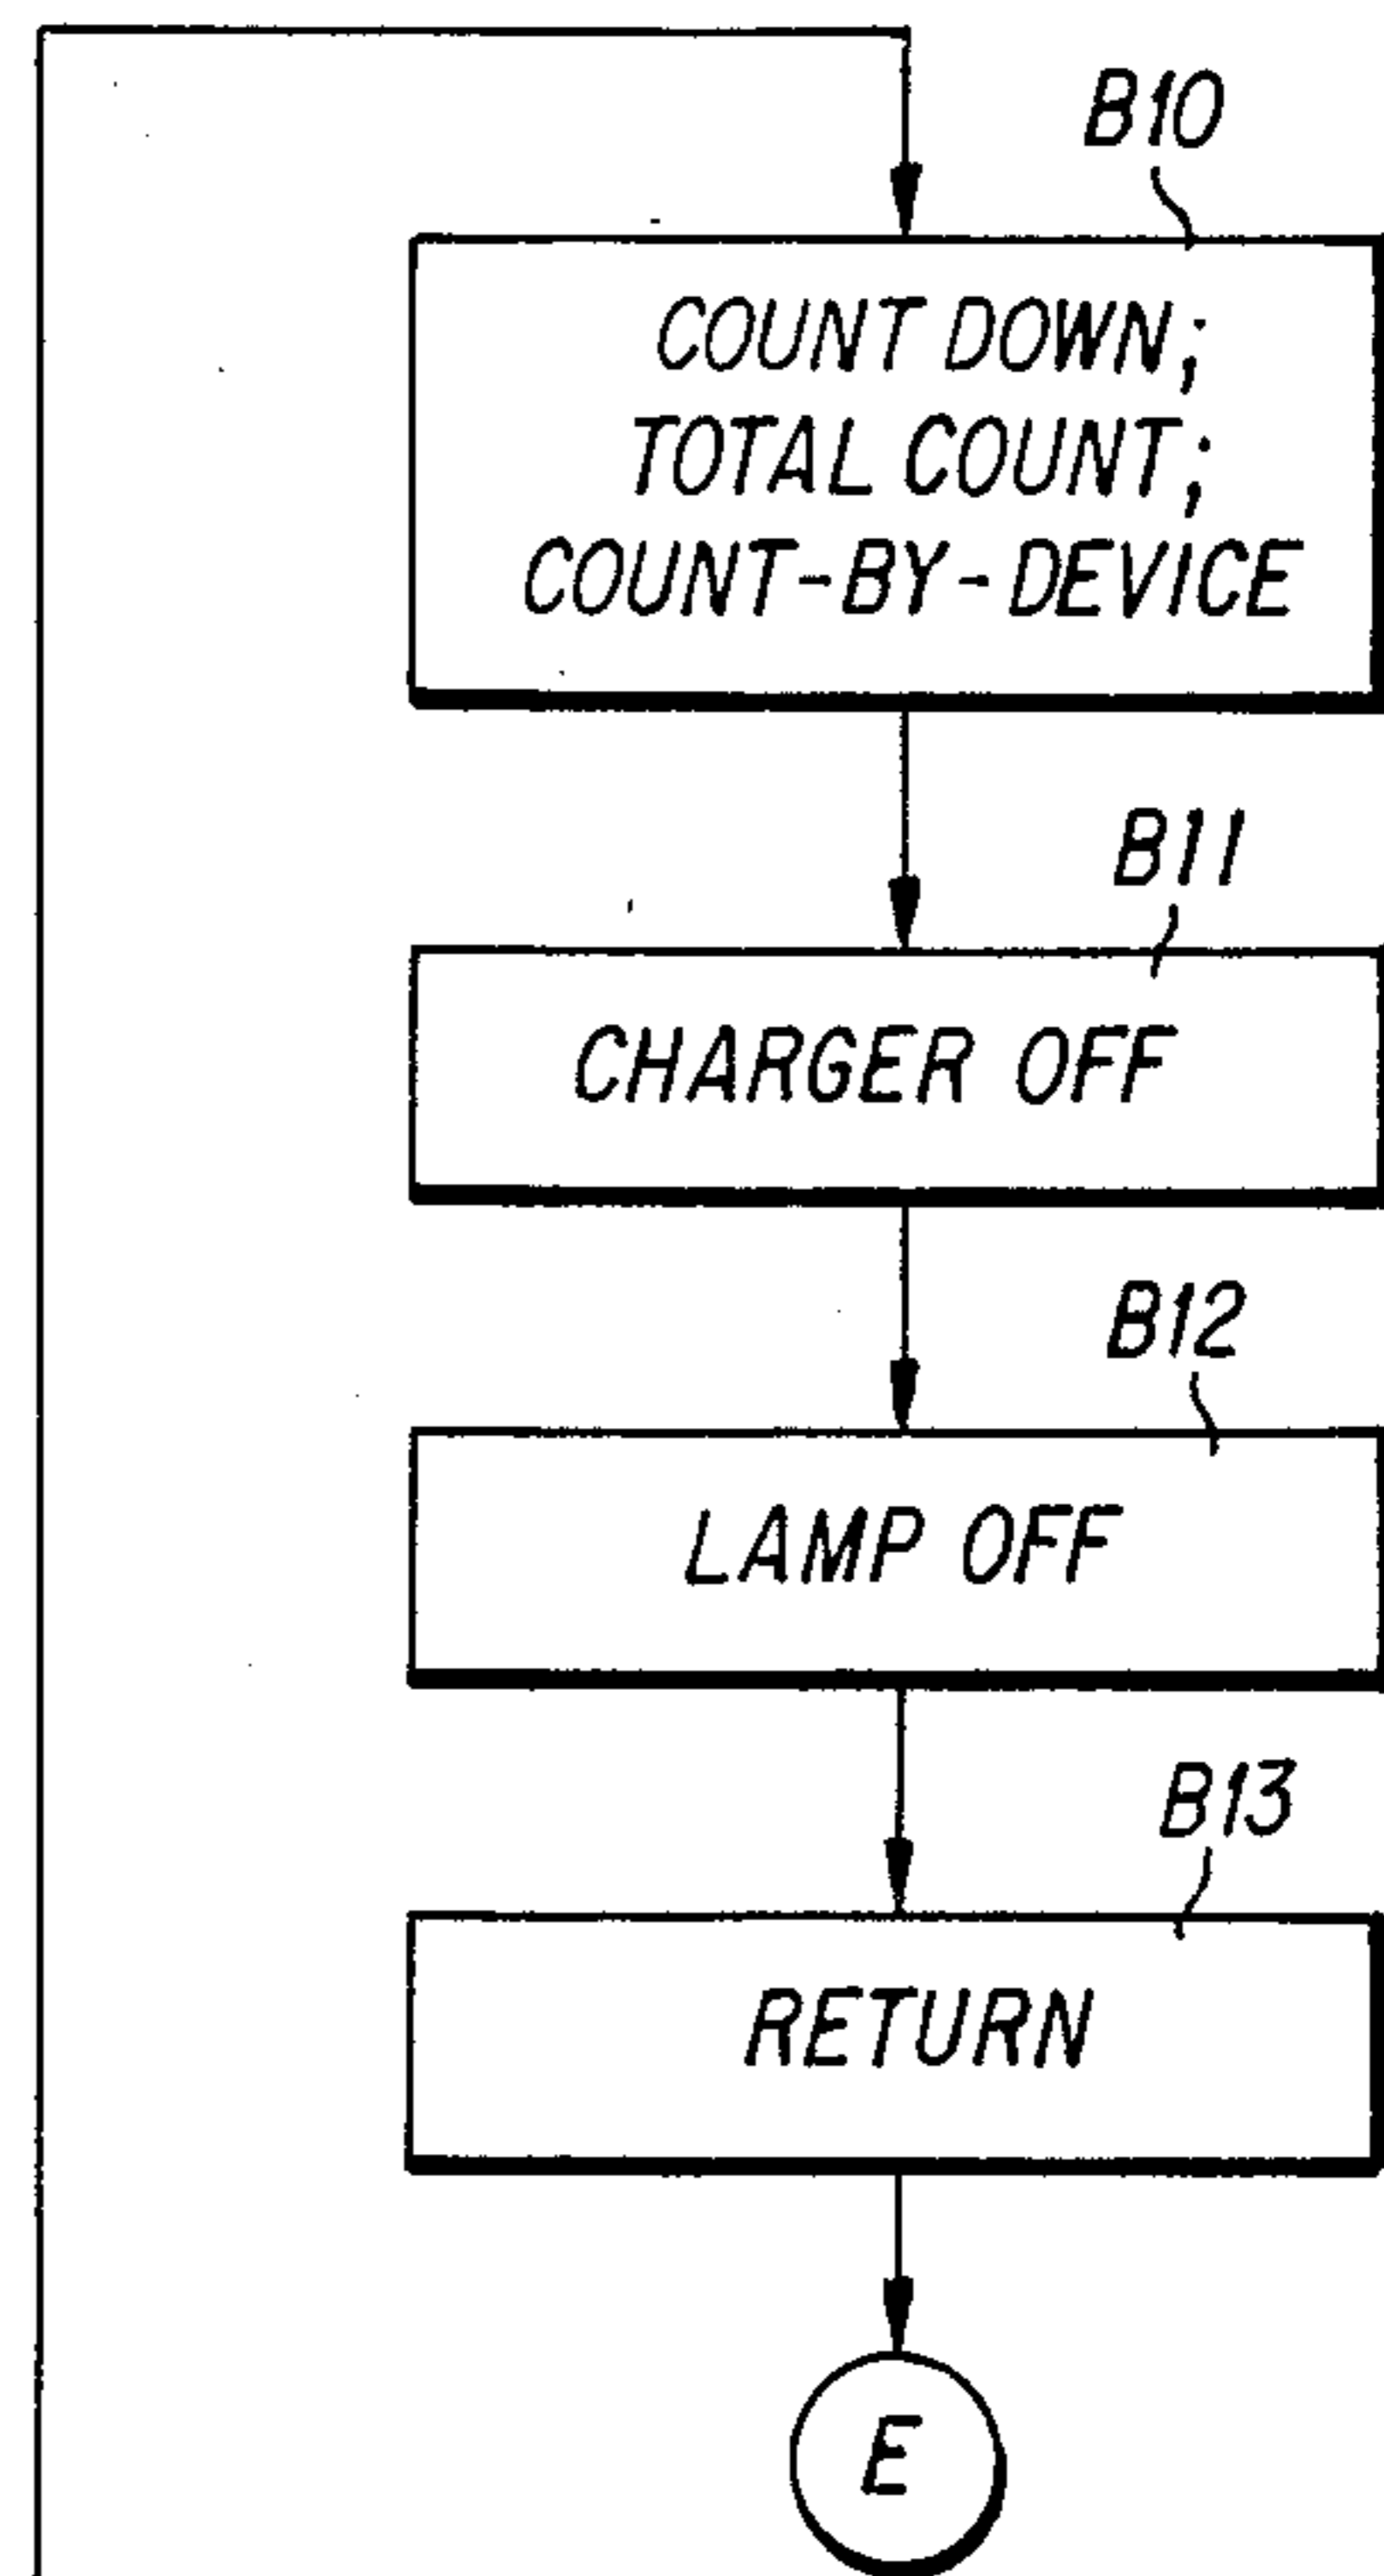 B10
COUNT DOWN;
TOTAL COUNT;
COUNT-BY-DEVICE
B11
CHARGER OFF
B12
LAMP OFF
B13
RETURN
E